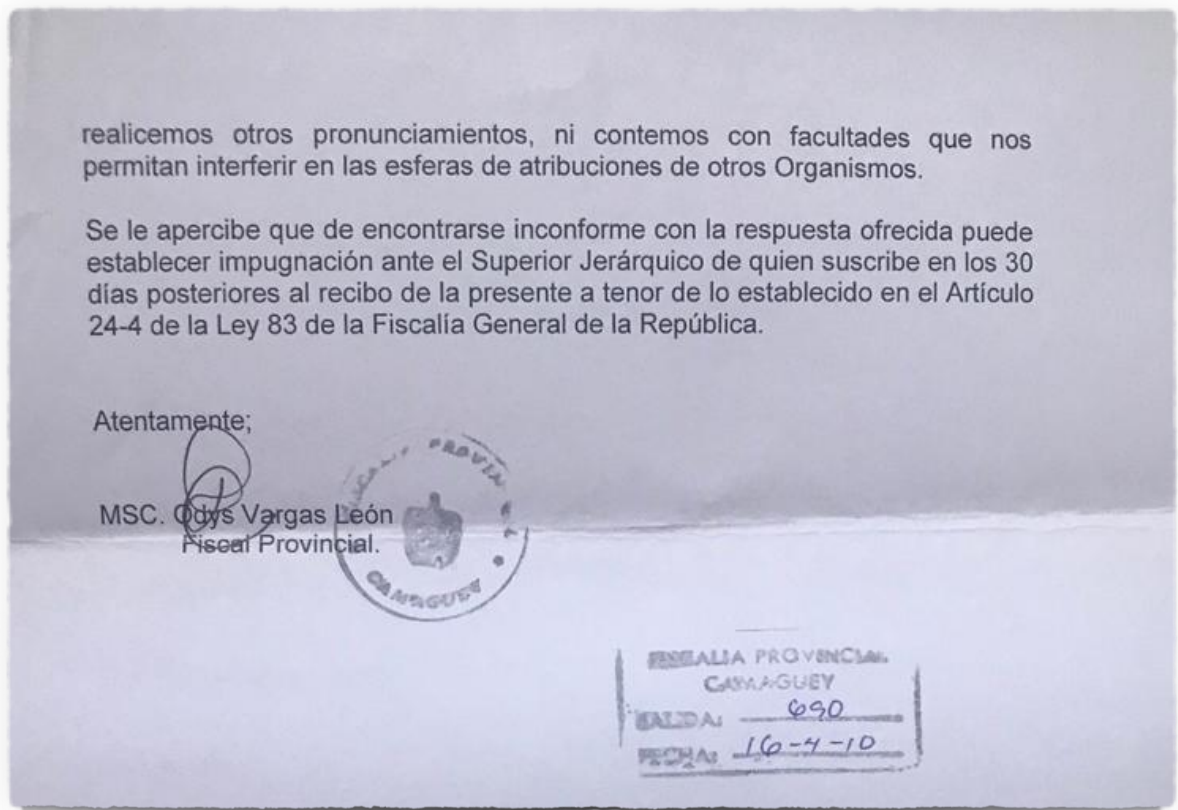 realicemos otros pronunciamientos, ni contemos con facultades que nos
permitan interferir en las esferas de atribuciones de otros Organismos.
Se le apercibe que de encontrarse inconforme con la respuesta ofrecida puede
establecer impugnación ante el Superior Jerárquico de quien suscribe en los 30
días posteriores al recibo de la presente a tenor de lo establecido en el Artículo
24-4 de la Ley 83 de la Fiscalía General de la República.
Atentamente;
MSC. Odys Vargas León
Fiscal Provincial.
FISCALIA PROVINCIAL
CAMAGUEY
FISCALIA PROVINCIAL
CAMAGUEY
SALIDA: 690
FECHA: 16-4-10